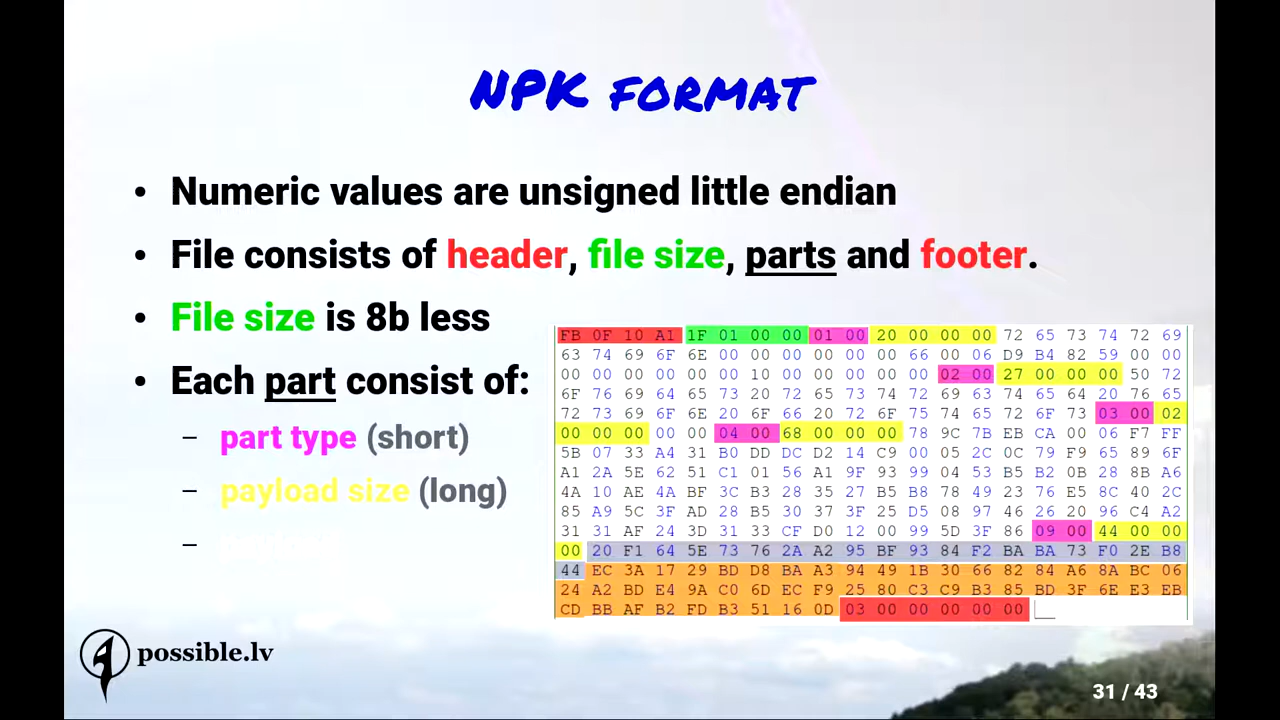 NPK FORMAT
• Numeric values are unsigned little endian
• File consists of header, file size, parts and footer.
• File size is 8b less
• Each part consist of:
– part type (short)
– payload size (long)
–
FB 0F 10 A1 1F 01 00 00 01 00 20 00 00 00 72 65 73 74 72 69
63 74 69 6F 6E 00 00 00 00 00 00 66 00 06 D9 B4 82 59 00 00
00 00 00 00 00 00 10 00 00 00 00 00 02 00 27 00 00 00 50 72
6F 76 69 64 65 73 20 72 65 73 74 72 69 63 74 65 64 20 76 65
72 73 69 6F 6E 20 6F 66 20 72 6F 75 74 65 72 6F 73 03 00 02
00 00 00 00 00 04 00 68 00 00 00 78 9C 7B EB CA 00 06 F7 FF
5B 07 33 A4 31 B0 DD DC D2 14 C9 00 05 2C 0C 79 F9 65 89 6F
A1 2A 5E 62 51 C1 01 56 A1 9F 93 99 04 53 B5 B2 0B 28 8B A6
4A 10 AE 4A BF 3C B3 28 35 27 B5 B8 78 49 23 76 E5 8C 40 2C
85 A9 5C 3F AD 28 B5 30 37 3F 25 D5 08 97 46 26 20 96 C4 A2
31 31 AF 24 3D 31 33 CF D0 12 00 99 5D 3F 86 09 00 44 00 00
00 20 F1 64 5E 73 76 2A A2 95 BF 93 84 F2 BA BA 73 F0 2E B8
44 EC 3A 17 29 BD D8 BA A3 94 49 1B 30 66 82 84 A6 8A BC 06
24 A2 BD E4 9A C0 6D EC F9 25 80 C3 C9 B3 85 BD 3F 6E E3 EB
CD BB AF B2 FD B3 51 16 0D 03 00 00 00 00 00
possible.lv
31 / 43